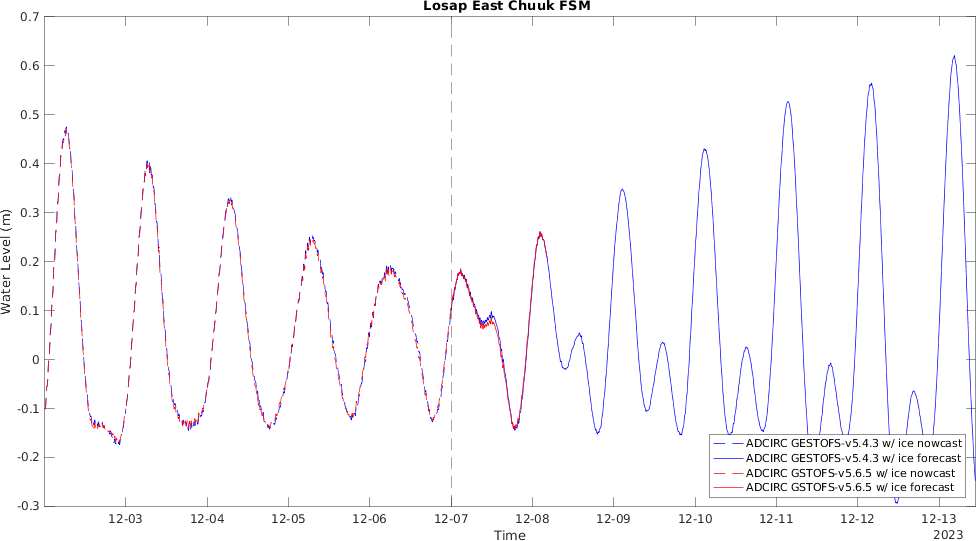 Losap East Chuuk FSM
0.7
0.6
0.5
0.4
0.3
0.2
0.1
0
-0.1
-0.2
-0.3
Water Level (m)
ADCIRC GESTOFS-v5.4.3 w/ ice nowcast
ADCIRC GESTOFS-v5.4.3 w/ ice forecast
ADCIRC GSTOFS-v5.6.5 w/ ice nowcast
ADCIRC GSTOFS-v5.6.5 w/ ice forecast
12-03 12-04 12-05 12-06 12-07 12-08 12-09 12-10 12-11 12-12 12-13
Time
2023